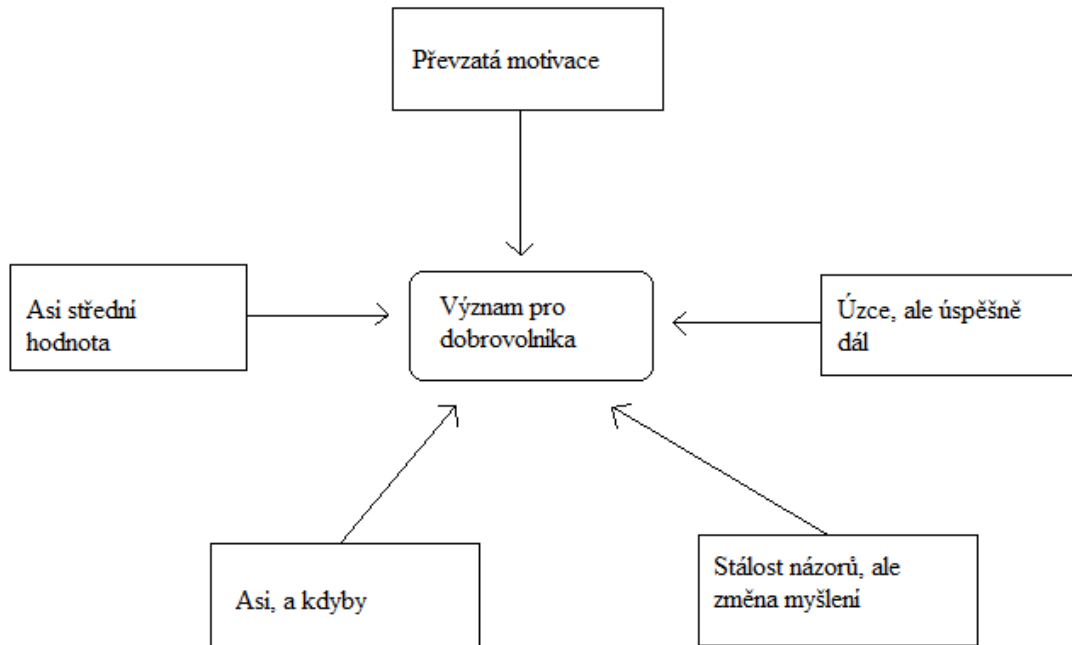 Převzatá motivace
Asi střední
hodnota
Význam pro
dobrovolníka
Úzce, ale úspěšně
dál
Asi, a kdyby
Stálost názorů, ale
změna myšlení